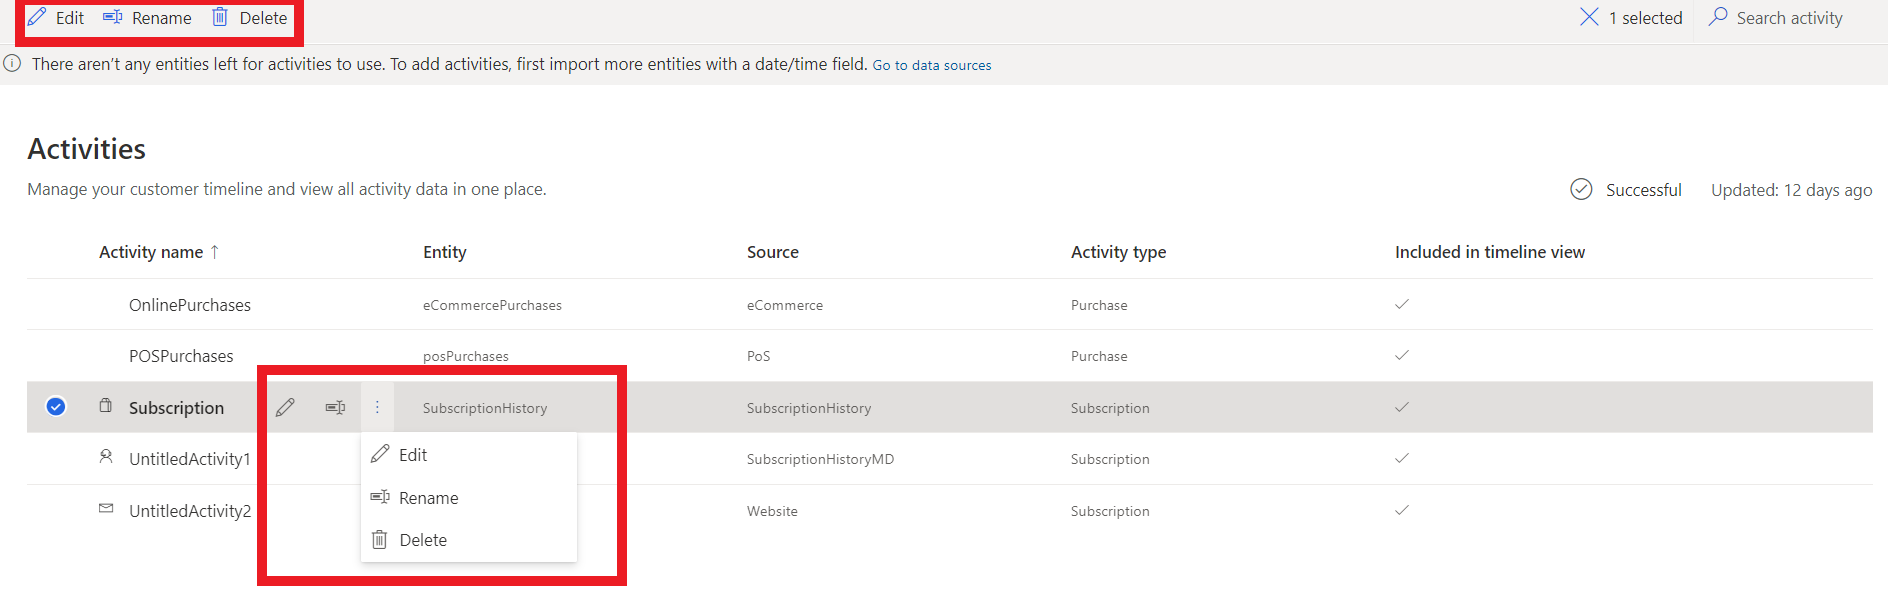 Edit Rename Delete 1 selected Search activity
There aren't any entities left for activities to use. To add activities, first import more entities with a date/time field. Go to data sources
Activities
Manage your customer timeline and view all activity data in one place. Successful Updated: 12 days ago
Activity name ↑ Entity Source Activity type Included in timeline view
OnlinePurchases eCommercePurchases eCommerce Purchase
POSPurchases posPurchases PoS Purchase
Subscription SubscriptionHistory SubscriptionHistory Subscription
Edit
UntitledActivity1 SubscriptionHistoryMD Subscription
Rename
UntitledActivity2 Website Subscription
Delete